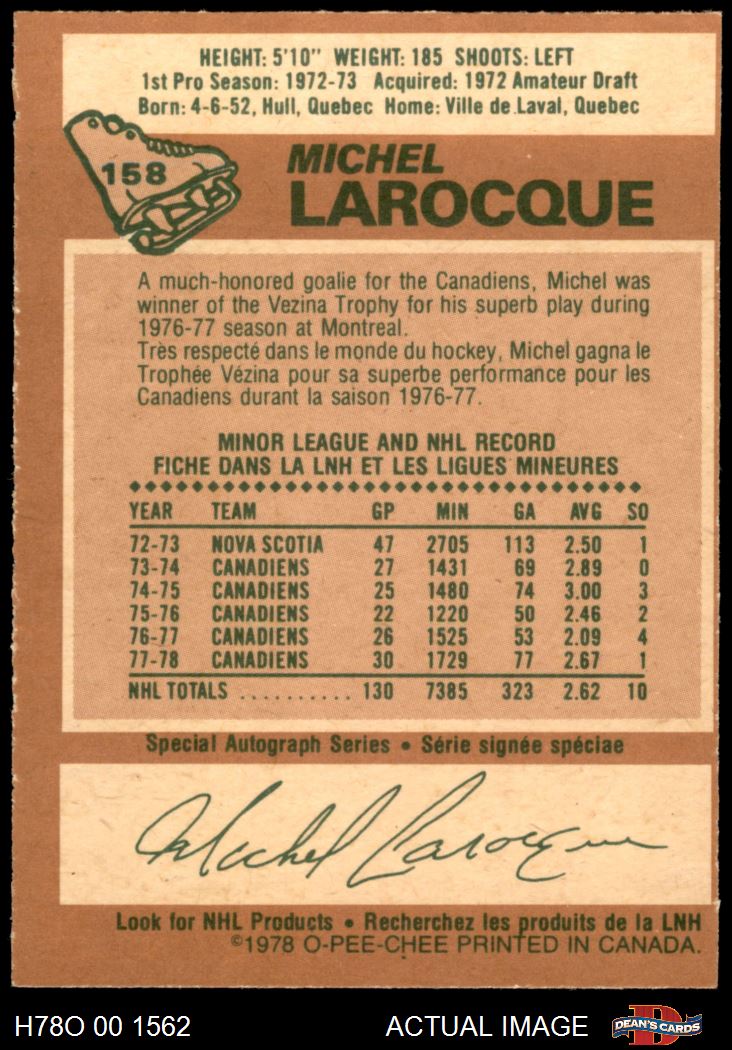 HEIGHT: 5'10" WEIGHT: 185 SHOOTS: LEFT
1st Pro Season: 1972-73 Acquired: 1972 Amateur Draft
Born: 4-6-52, Hull, Quebec Home: Ville de Laval, Quebec
158
MICHEL
LAROCQUE
A much-honored goalie for the Canadiens, Michel was
winner of the Vezina Trophy for his superb play during
1976-77 season at Montreal.
Très respecté dans le monde du hockey, Michel gagna le
Trophée Vézina pour sa superbe performance pour les
Canadiens durant la saison 1976-77.
MINOR LEAGUE AND NHL RECORD
FICHE DANS LA LNH ET LES LIGUES MINEURES
YEAR TEAM GP MIN GA AVG SO
72-73 NOVA SCOTIA 47 2705 113 2.50 1
73-74 CANADIENS 27 1431 69 2.89 0
74-75 CANADIENS 25 1480 74 3.00 3
75-76 CANADIENS 22 1220 50 2.46 2
76-77 CANADIENS 26 1525 53 2.09 4
77-78 CANADIENS 30 1729 77 2.67 1
NHL TOTALS .......... 130 7385 323 2.62 10
Special Autograph Series • Série signée spéciae
Michel Larocque
Look for NHL Products • Recherchez les produits de la LNH
©1978 O-PEE-CHEE PRINTED IN CANADA.
H78O 00 1562 ACTUAL IMAGE DEAN'S CARDS